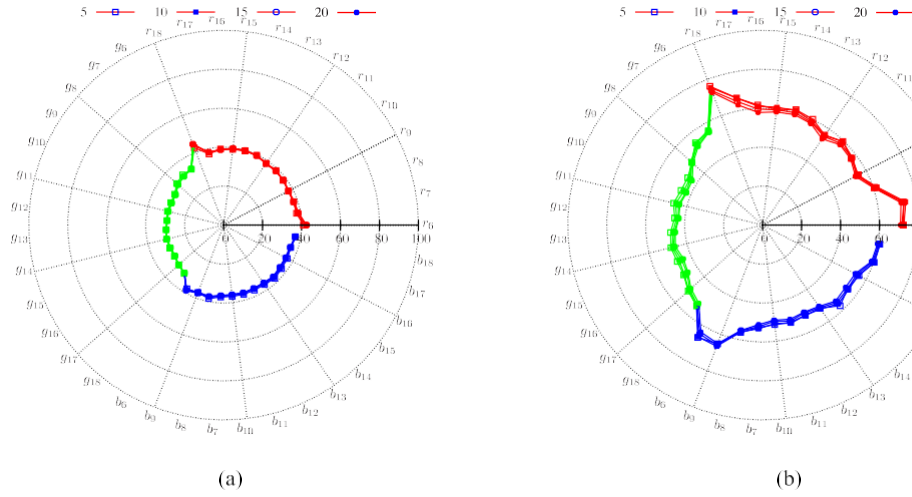 5 10 15 20
r18 r17 r16 r15 r14 r13 r12 r11 r10 r9 r8 r7 r6
g6 g7 g8 g9 g10 g11 g12 g13 g14 g15 g17 g18
b6 b9 b8 b7 b10 b11 b12 b13 b14 b15 b16 b17 b18
0 20 40 60 80 100
(a)
5 10 15 20
r18 r17 r16 r15 r14 r13 r12 r11
g6 g7 g8 g9 g10 g11 g12 g13 g14 g15 g17 g18
b6 b9 b8 b7 b10 b11 b12 b13 b14
0 20 40 60
(b)